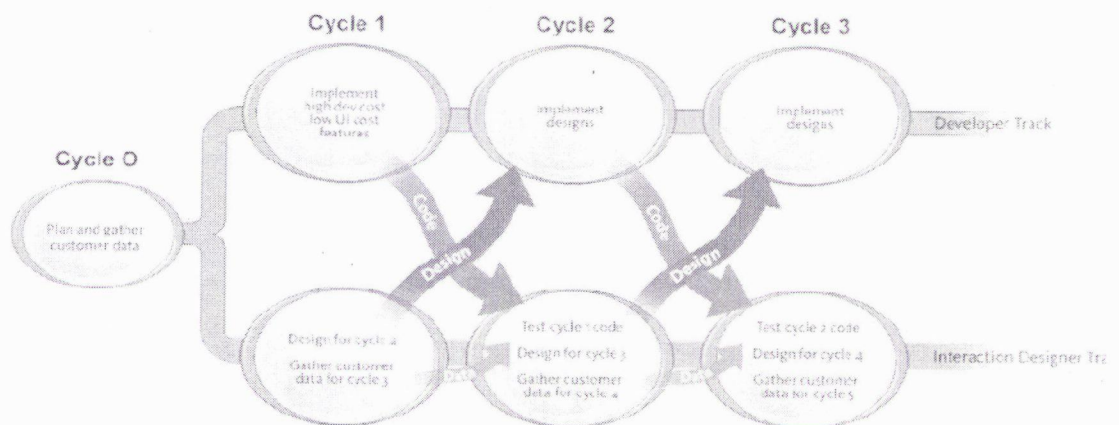 Cycle 1
Cycle 2
Cycle 3
Implement
high dev cost
low UI cost
features
Implement
designs
Implement
designs
Developer Track
Cycle 0
Plan and gather
customer data
Code
Design
Code
Design
Design for cycle 2
Gather customer
data for cycle 3
Data
Test cycle 1 code
Design for cycle 3
Gather customer
data for cycle 4
Data
Test cycle 2 code
Design for cycle 4
Gather customer
data for cycle 5
Interaction Designer Tra